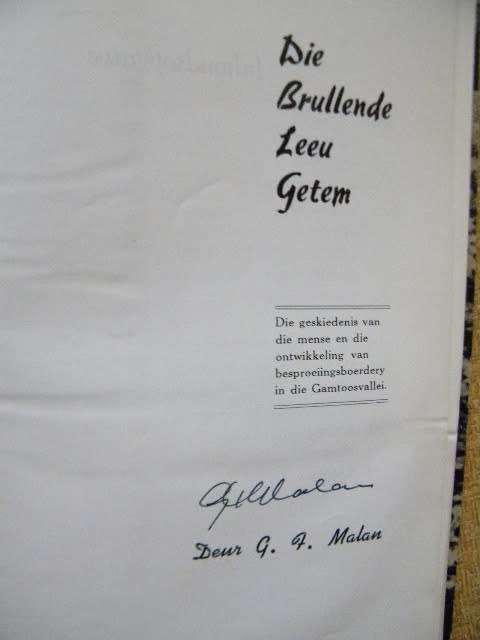 Die
Brullende
Leeu
Getem
Die geskiedenis van
die mense en die
ontwikkeling van
besproeiingsboerdery
in die Gamtoosvallei.
G F Malan
Deur G. F. Malan